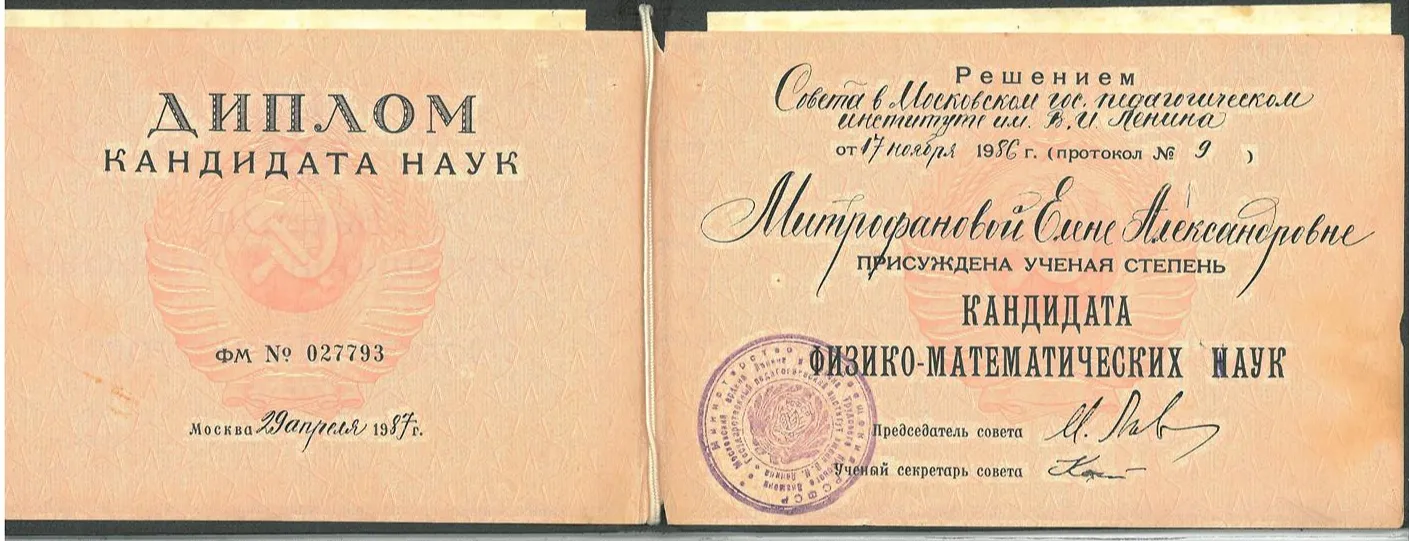 ДИПЛОМ
КАНДИДАТА НАУК
ФМ № 027793
Москва 29 апреля 1987 г.
Решением
Совета в Московском гос. педагогическом
институте им. В. И. Ленина
от 17 ноября 1986 г. (протокол № 9 )
Митрофановой Елене Александровне
ПРИСУЖДЕНА УЧЕНАЯ СТЕПЕНЬ
КАНДИДАТА
ФИЗИКО-МАТЕМАТИЧЕСКИХ НАУК
Председатель совета
Ученый секретарь совета